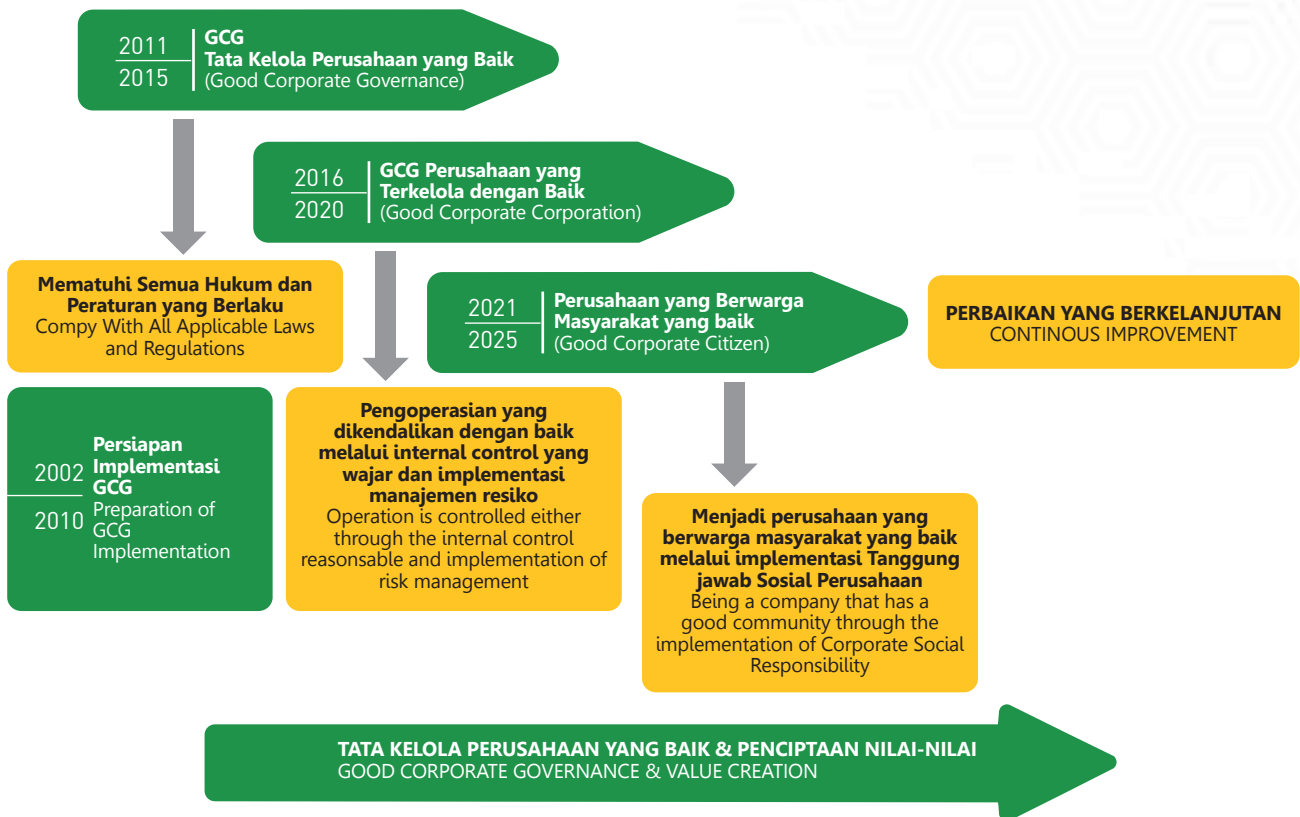 2011
2015
GCG
Tata Kelola Perusahaan yang Baik
(Good Corporate Governance)
2016
2020
GCG Perusahaan yang
Terkelola dengan Baik
(Good Corporate Corporation)
Mematuhi Semua Hukum dan
Peraturan yang Berlaku
Compy With All Applicable Laws
and Regulations
2021
2025
Perusahaan yang Berwarga
Masyarakat yang baik
(Good Corporate Citizen)
PERBAIKAN YANG BERKELANJUTAN
CONTINOUS IMPROVEMENT
2002
2010
Persiapan
Implementasi
GCG
Preparation of
GCG
Implementation
Pengoperasian yang
dikendalikan dengan baik
melalui internal control yang
wajar dan implementasi
manajemen resiko
Operation is controlled either
through the internal control
reasonsable and implementation of
risk management
Menjadi perusahaan yang
berwarga masyarakat yang baik
melalui implementasi Tanggung
jawab Sosial Perusahaan
Being a company that has a
good community through the
implementation of Corporate Social
Responsibility
TATA KELOLA PERUSAHAAN YANG BAIK & PENCIPTAAN NILAI-NILAI
GOOD CORPORATE GOVERNANCE & VALUE CREATION